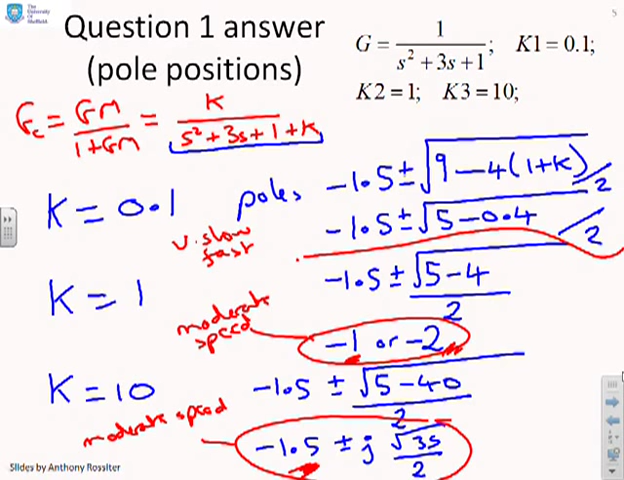 The University Of Sheffield
5
Question 1 answer
(pole positions)
G = 1 / (s² + 3s + 1); K1 = 0.1;
K2 = 1; K3 = 10;
Gc = GM / (1+GM) = K / (s² + 3s + 1 + K)
K = 0.1 poles -1.5 ± √(9 - 4(1+K)) / 2
v. slow fast
-1.5 ± √(5 - 0.4) / 2
K = 1
-1.5 ± √(5 - 4) / 2
moderate speed
-1 or -2
K = 10
-1.5 ± √(5 - 40) / 2
moderate speed
-1.5 ± j √35 / 2
Slides by Anthony Rossiter